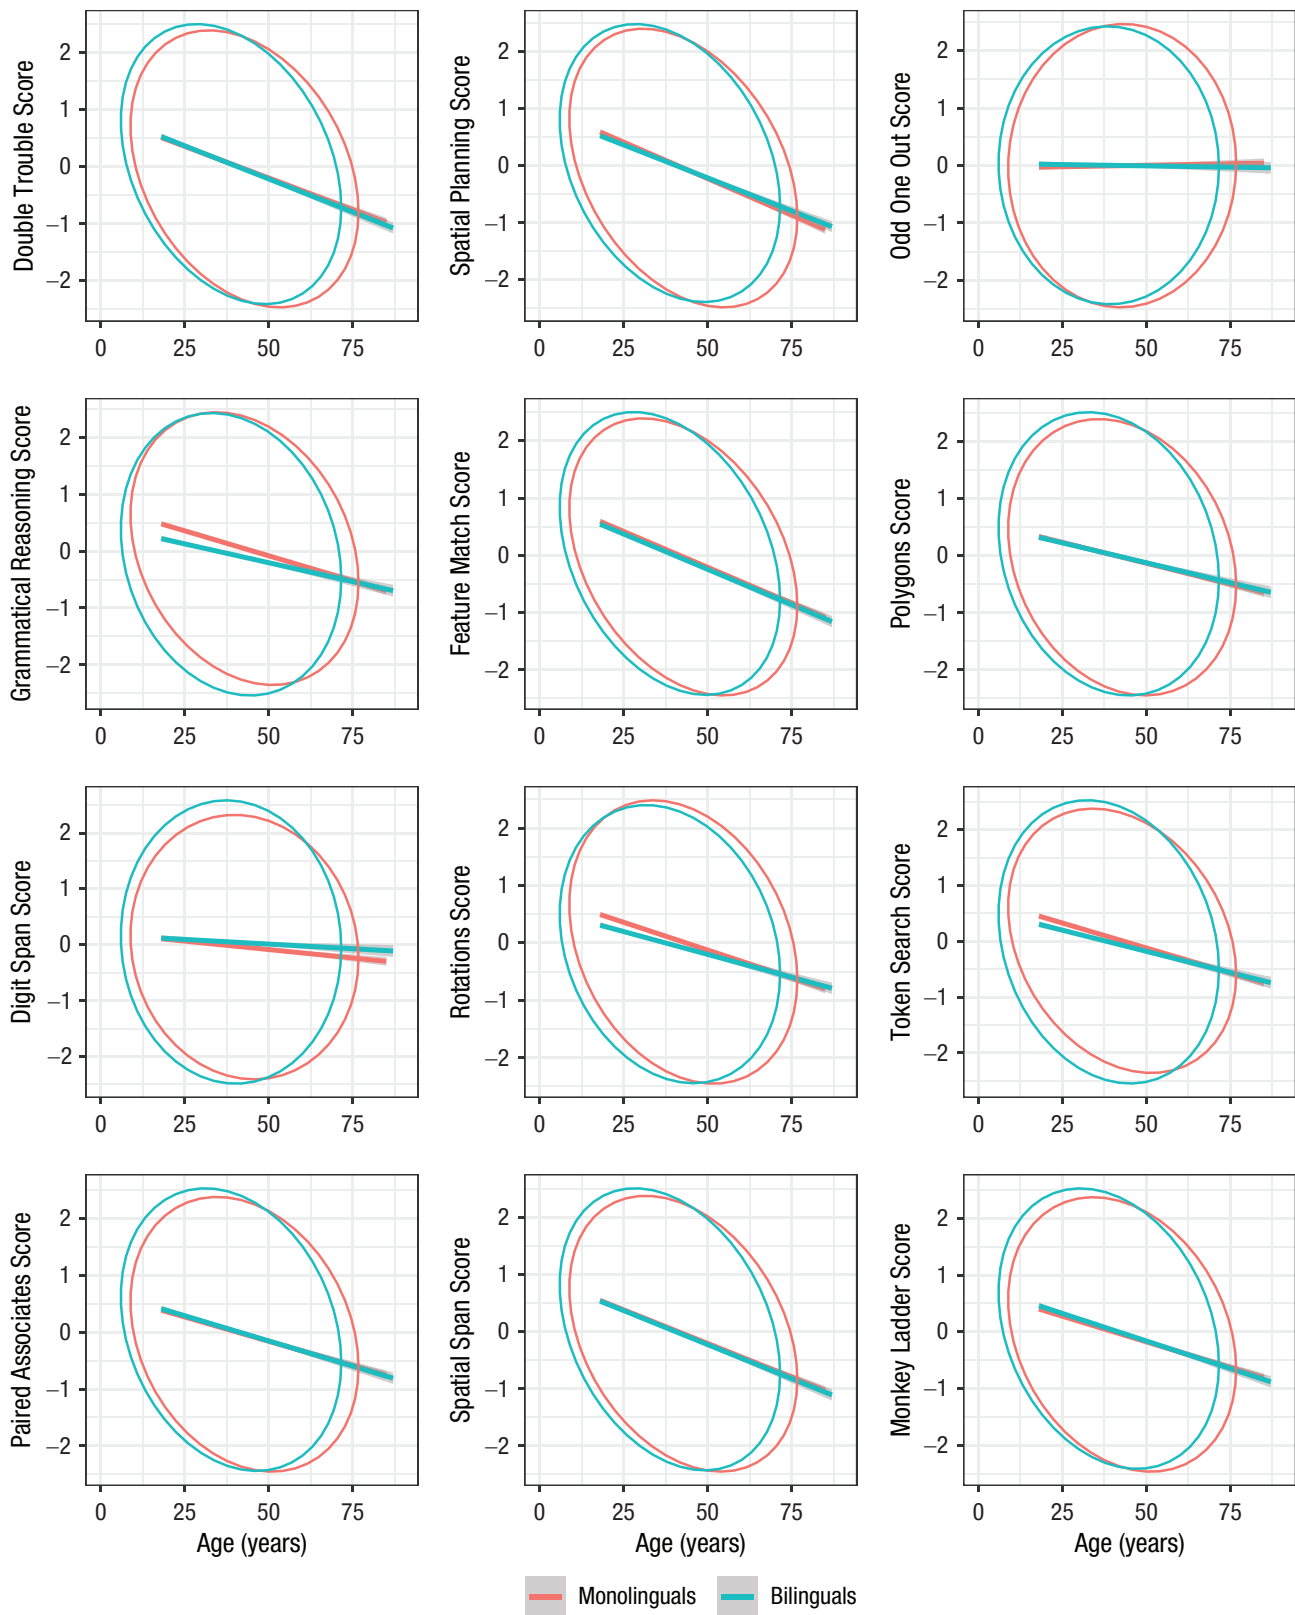 Double Trouble Score
2
1
0
−1
−2
0 25 50 75
Spatial Planning Score
2
1
0
−1
−2
0 25 50 75
Odd One Out Score
2
1
0
−1
−2
0 25 50 75
Grammatical Reasoning Score
2
1
0
−1
−2
0 25 50 75
Feature Match Score
2
1
0
−1
−2
0 25 50 75
Polygons Score
2
1
0
−1
−2
0 25 50 75
Digit Span Score
2
1
0
−1
−2
0 25 50 75
Rotations Score
2
1
0
−1
−2
0 25 50 75
Token Search Score
2
1
0
−1
−2
0 25 50 75
Paired Associates Score
2
1
0
−1
−2
0 25 50 75
Age (years)
Spatial Span Score
2
1
0
−1
−2
0 25 50 75
Age (years)
Monkey Ladder Score
2
1
0
−1
−2
0 25 50 75
Age (years)
Monolinguals Bilinguals